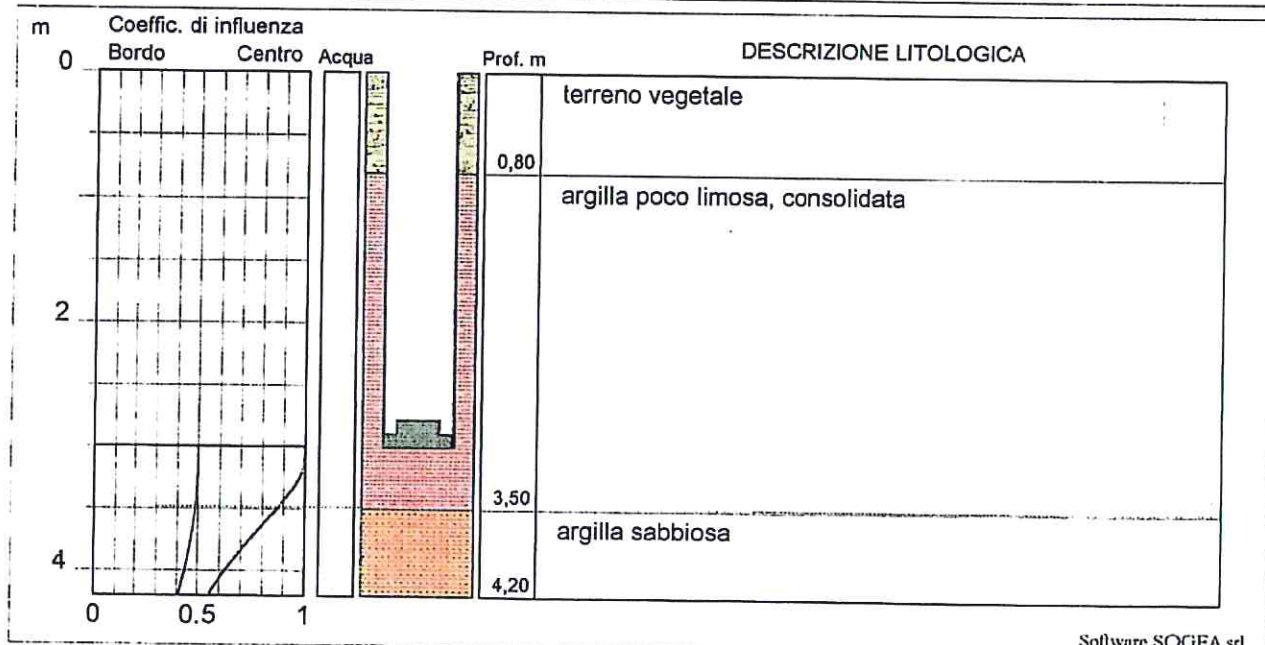 m
Coeffic. di influenza
Bordo Centro Acqua Prof. m DESCRIZIONE LITOLOGICA
0
terreno vegetale
0,80
argilla poco limosa, consolidata
2
3,50
argilla sabbiosa
4
4,20
0 0.5 1
Software SOGEA srl